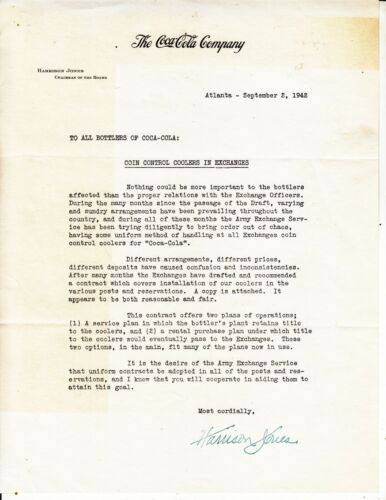 The Coca-Cola Company
HARRISON JONES
CHAIRMAN OF THE BOARD
Atlanta - September 2, 1942
TO ALL BOTTLERS OF COCA-COLA:
COIN CONTROL COOLERS IN EXCHANGES
Nothing could be more important to the bottlers
affected than the proper relations with the Exchange Officers.
During the many months since the passage of the Draft, varying
and sundry arrangements have been prevailing throughout the
country, and during all of these months the Army Exchange Serv-
ice has been trying diligently to bring order out of chaos,
having some uniform method of handling at all Exchanges coin
control coolers for "Coca-Cola".
Different arrangements, different prices,
different deposits have caused confusion and inconsistencies.
After many months the Exchanges have drafted and recommended
a contract which covers installation of our coolers in the
various posts and reservations. A copy is attached. It
appears to be both reasonable and fair.
This contract offers two plans of operations;
(1) A service plan in which the bottler's plant retains title
to the coolers, and (2) a rental purchase plan under which title
to the coolers would eventually pass to the Exchanges. These
two options, in the main, fit many of the plans now in use.
It is the desire of the Army Exchange Service
that uniform contracts be adopted in all of the posts and res-
ervations, and I know that you will cooperate in aiding them to
attain this goal.
Most cordially,
Harrison Jones